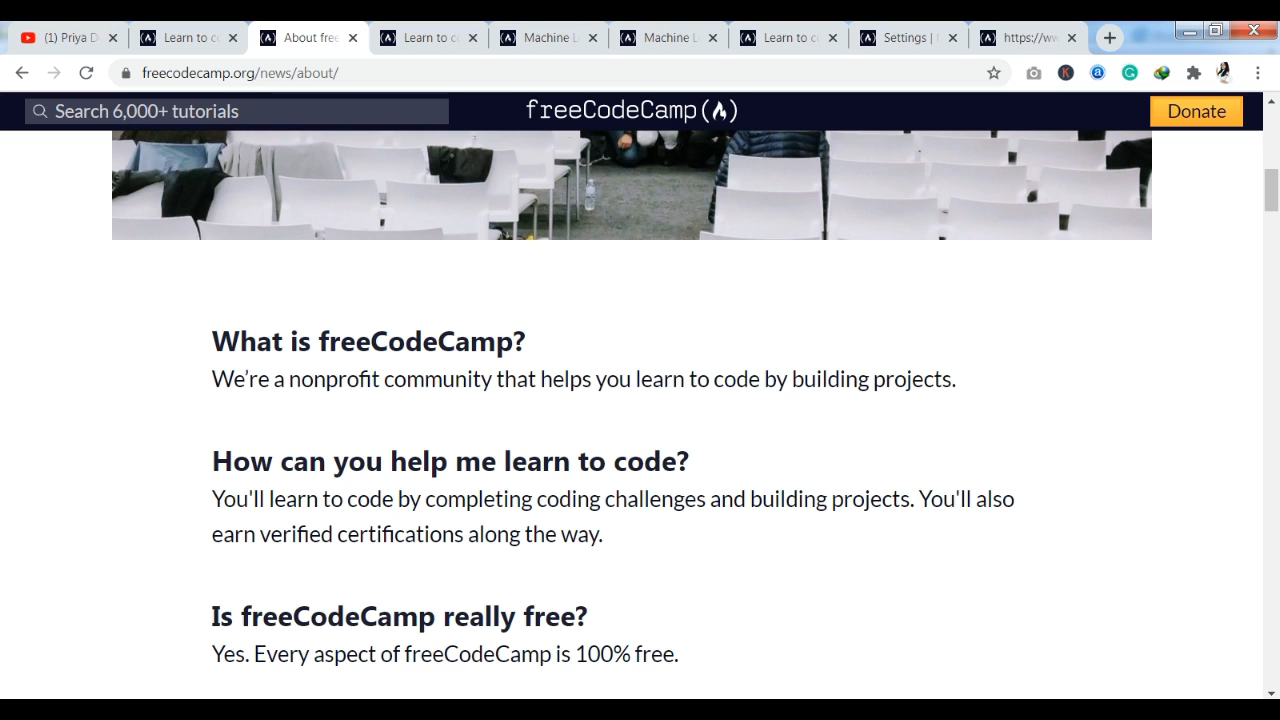 (1) Priya D
Learn to c
About free
Learn to c
Machine L
Machine L
Learn to c
Settings |
https://ww
freecodecamp.org/news/about/
Search 6,000+ tutorials
freeCodeCamp
Donate
What is freeCodeCamp?
We’re a nonprofit community that helps you learn to code by building projects.
How can you help me learn to code?
You'll learn to code by completing coding challenges and building projects. You'll also
earn verified certifications along the way.
Is freeCodeCamp really free?
Yes. Every aspect of freeCodeCamp is 100% free.